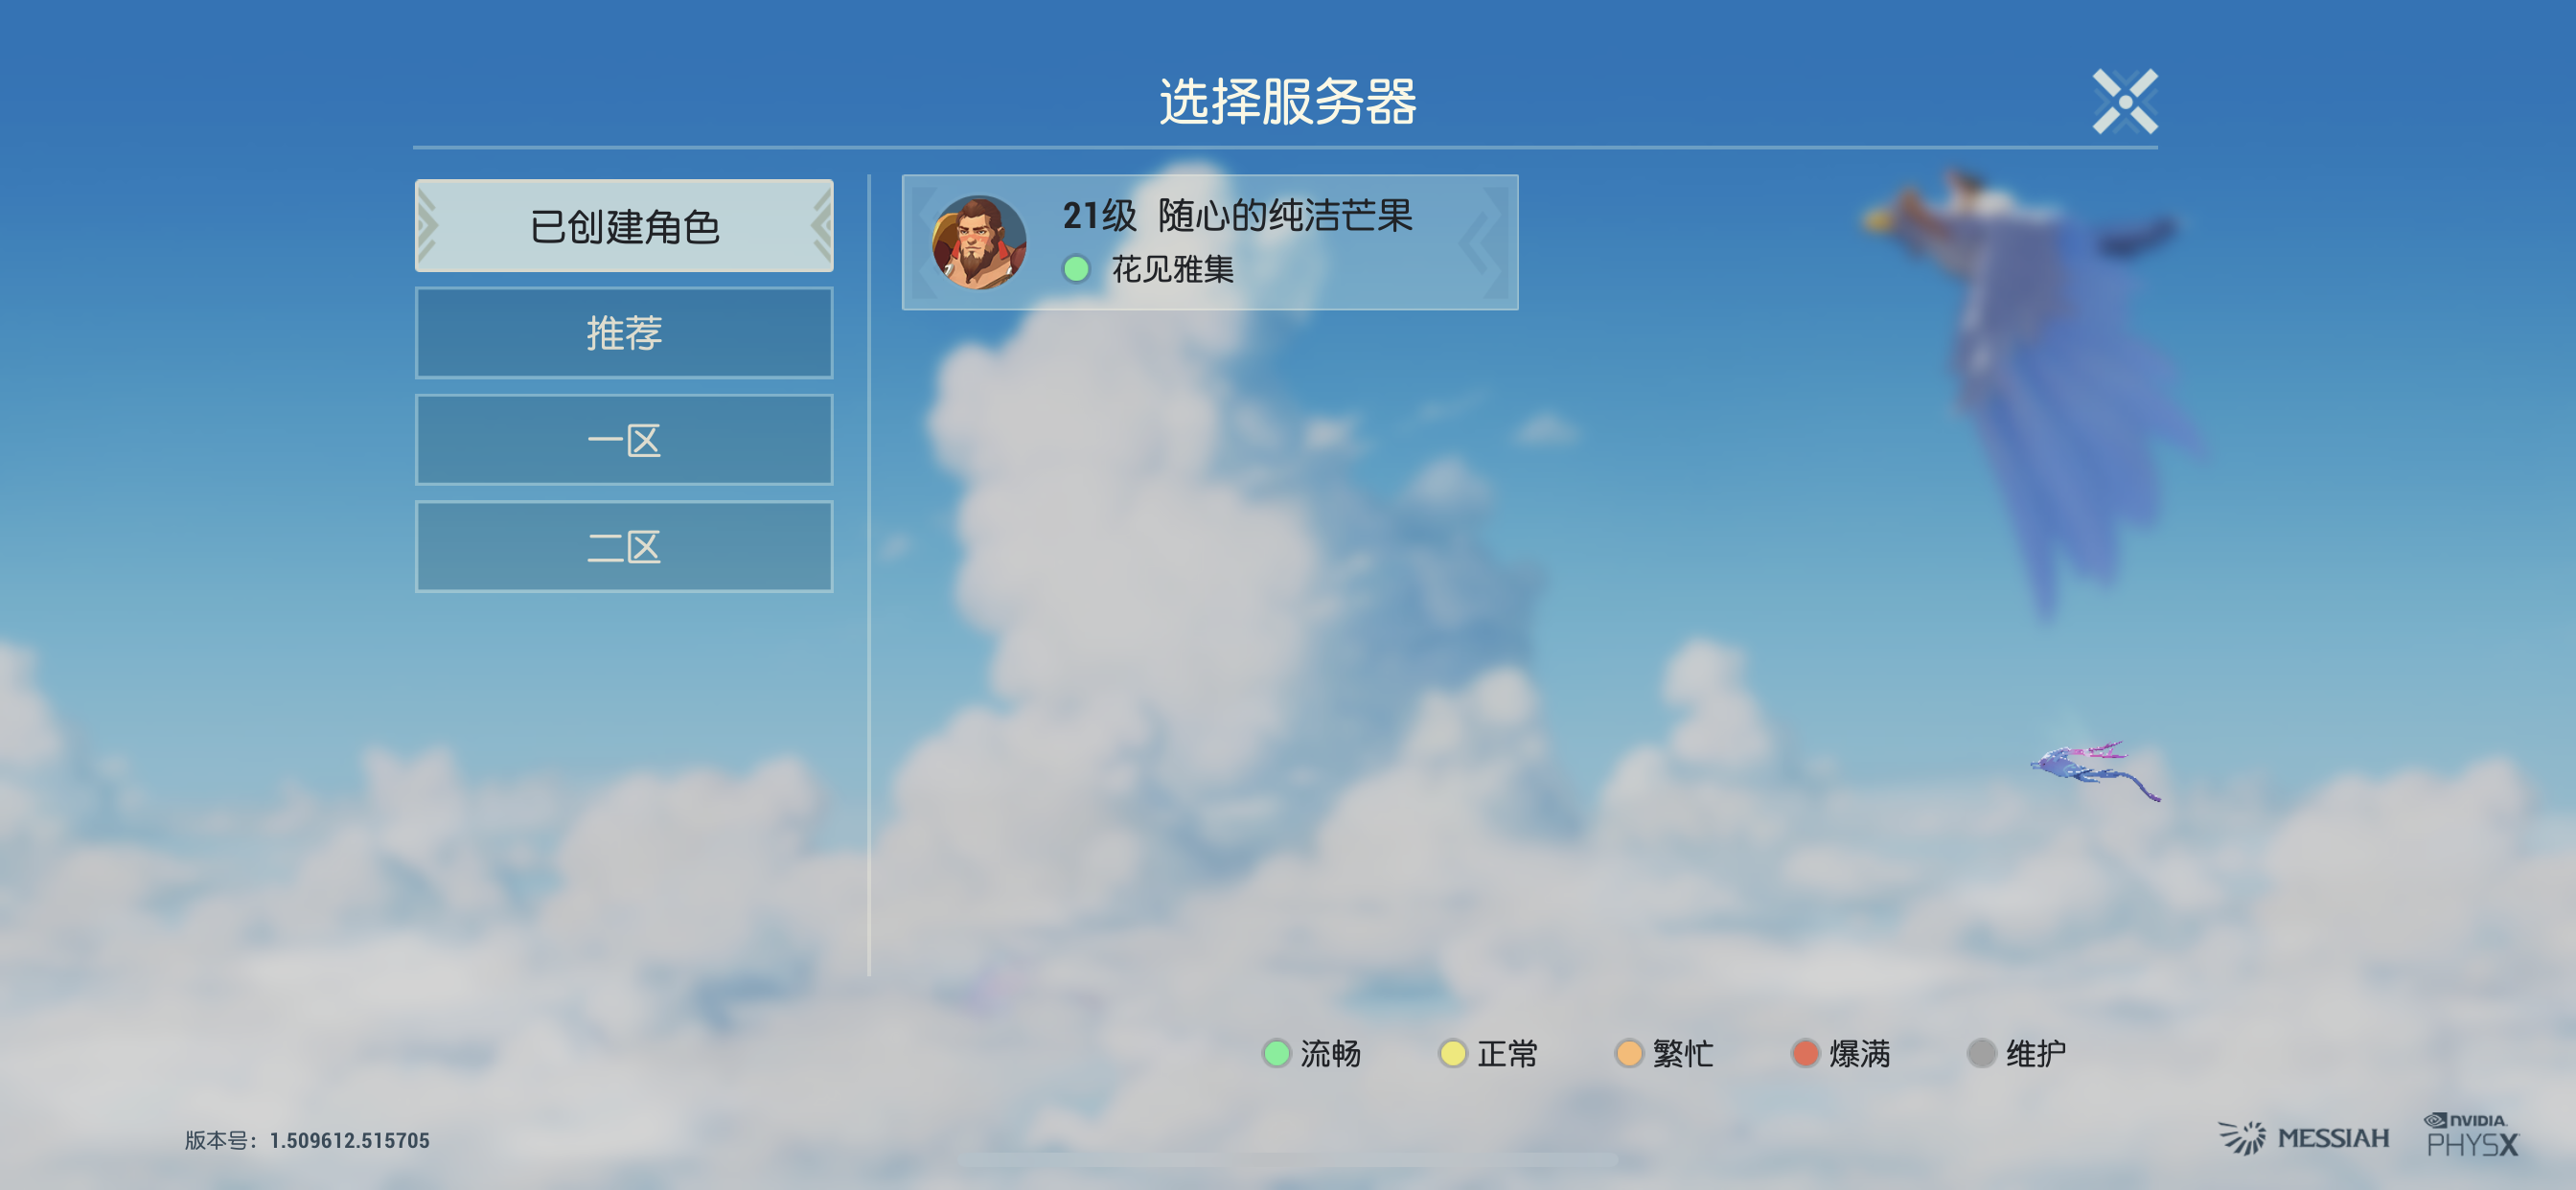 选择服务器
已创建角色
推荐
一区
二区
21级 随心的纯洁芒果
花见雅集
流畅 正常 繁忙 爆满 维护
版本号：1.509612.515705
MESSIAH
NVIDIA.
PHYSX